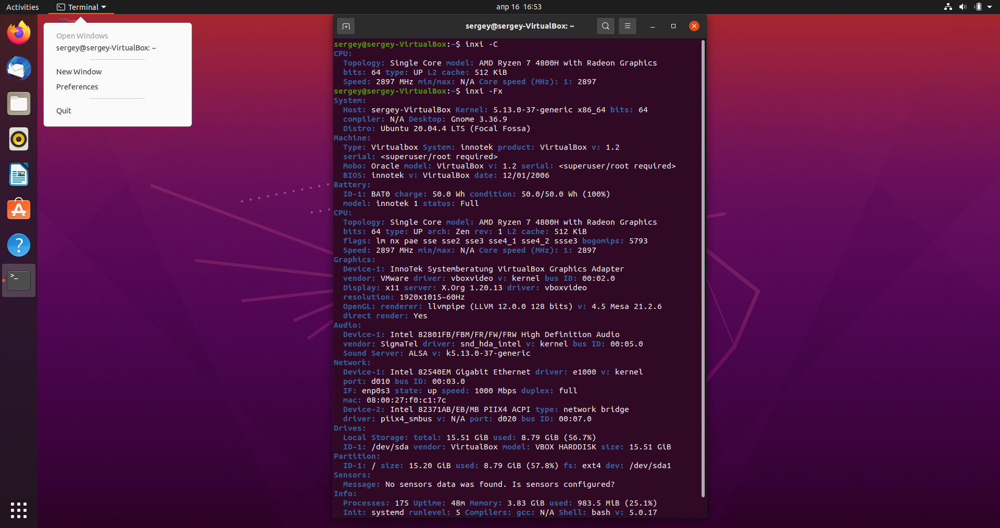 Activities
Terminal
апр 16 16:53
Open Windows
sergey@sergey-VirtualBox: ~
New Window
Preferences
Quit
sergey@sergey-VirtualBox: ~
sergey@sergey-VirtualBox:~$ inxi -C
CPU:
Topology: Single Core model: AMD Ryzen 7 4800H with Radeon Graphics
bits: 64 type: UP L2 cache: 512 KiB
Speed: 2897 MHz min/max: N/A Core speed (MHz): 1: 2897
sergey@sergey-VirtualBox:~$ inxi -Fx
System:
Host: sergey-VirtualBox Kernel: 5.13.0-37-generic x86_64 bits: 64
compiler: N/A Desktop: Gnome 3.36.9
Distro: Ubuntu 20.04.4 LTS (Focal Fossa)
Machine:
Type: Virtualbox System: innotek product: VirtualBox v: 1.2
serial: <superuser/root required>
Mobo: Oracle model: VirtualBox v: 1.2 serial: <superuser/root required>
BIOS: innotek v: VirtualBox date: 12/01/2006
Battery:
ID-1: BAT0 charge: 50.0 Wh condition: 50.0/50.0 Wh (100%)
model: innotek 1 status: Full
CPU:
Topology: Single Core model: AMD Ryzen 7 4800H with Radeon Graphics
bits: 64 type: UP arch: Zen rev: 1 L2 cache: 512 KiB
flags: lm nx pae sse sse2 sse3 sse4_1 sse4_2 ssse3 bogomips: 5793
Speed: 2897 MHz min/max: N/A Core speed (MHz): 1: 2897
Graphics:
Device-1: InnoTek Systemberatung VirtualBox Graphics Adapter
vendor: VMware driver: vboxvideo v: kernel bus ID: 00:02.0
Display: x11 server: X.Org 1.20.13 driver: vboxvideo
resolution: 1920x1015~60Hz
OpenGL: renderer: llvmpipe (LLVM 12.0.0 128 bits) v: 4.5 Mesa 21.2.6
direct render: Yes
Audio:
Device-1: Intel 82801FB/FBM/FR/FW/FRW High Definition Audio
vendor: SigmaTel driver: snd_hda_intel v: kernel bus ID: 00:05.0
Sound Server: ALSA v: k5.13.0-37-generic
Network:
Device-1: Intel 82540EM Gigabit Ethernet driver: e1000 v: kernel
port: d010 bus ID: 00:03.0
IF: enp0s3 state: up speed: 1000 Mbps duplex: full
mac: 08:00:27:f0:c1:7c
Device-2: Intel 82371AB/EB/MB PIIX4 ACPI type: network bridge
driver: piix4_smbus v: N/A port: d020 bus ID: 00:07.0
Drives:
Local Storage: total: 15.51 GiB used: 8.79 GiB (56.7%)
ID-1: /dev/sda vendor: VirtualBox model: VBOX HARDDISK size: 15.51 GiB
Partition:
ID-1: / size: 15.20 GiB used: 8.79 GiB (57.8%) fs: ext4 dev: /dev/sda1
Sensors:
Message: No sensors data was found. Is sensors configured?
Info:
Processes: 175 Uptime: 48m Memory: 3.83 GiB used: 983.5 MiB (25.1%)
Init: systemd runlevel: 5 Compilers: gcc: N/A Shell: bash v: 5.0.17